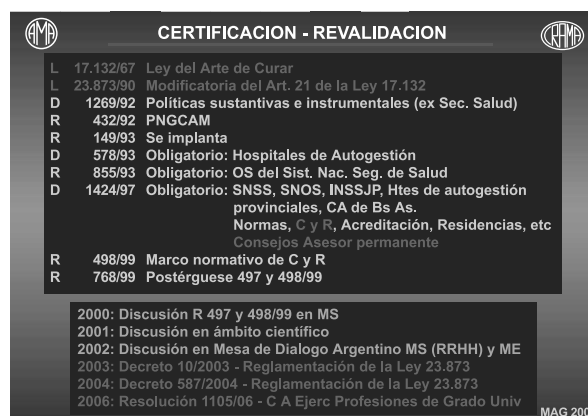 AMA
CERTIFICACION - REVALIDACION
CRAMA
L 17.132/67 Ley del Arte de Curar
L 23.873/90 Modificatoria del Art. 21 de la Ley 17.132
D 1269/92 Políticas sustantivas e instrumentales (ex Sec. Salud)
R 432/92 PNGCAM
R 149/93 Se implanta
D 578/93 Obligatorio: Hospitales de Autogestión
R 855/93 Obligatorio: OS del Sist. Nac. Seg. de Salud
D 1424/97 Obligatorio: SNSS, SNOS, INSSJP, Htes de autogestión
provinciales, CA de Bs As.
Normas, C y R, Acreditación, Residencias, etc
Consejos Asesor permanente
R 498/99 Marco normativo de C y R
R 768/99 Postérguese 497 y 498/99
2000: Discusión R 497 y 498/99 en MS
2001: Discusión en ámbito científico
2002: Discusión en Mesa de Dialogo Argentino MS (RRHH) y ME
2003: Decreto 10/2003 - Reglamentación de la Ley 23.873
2004: Decreto 587/2004 - Reglamentación de la Ley 23.873
2006: Resolución 1105/06 - C A Ejerc Profesiones de Grado Univ
MAG